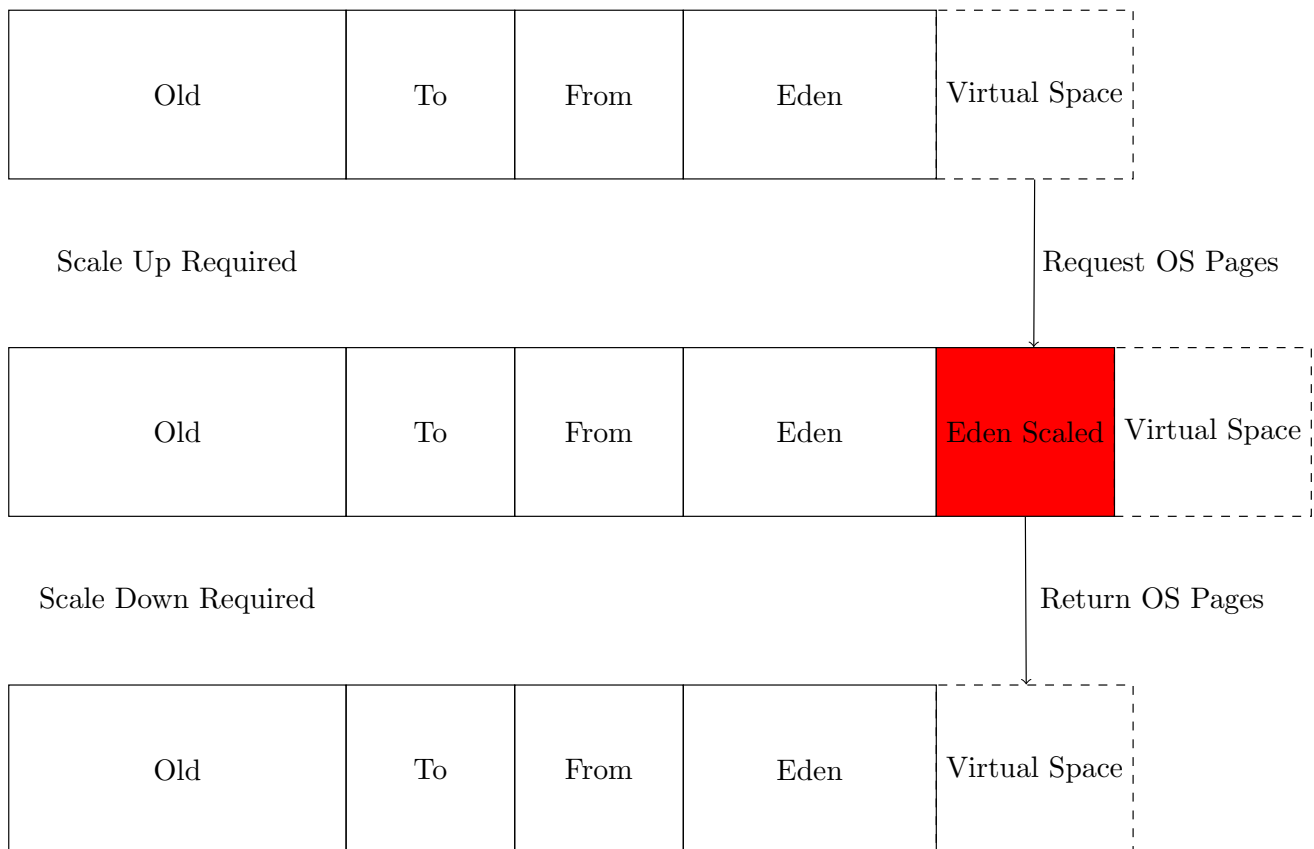 Old To From Eden Virtual Space
Scale Up Required Request OS Pages
Old To From Eden Eden Scaled Virtual Space
Scale Down Required Return OS Pages
Old To From Eden Virtual Space